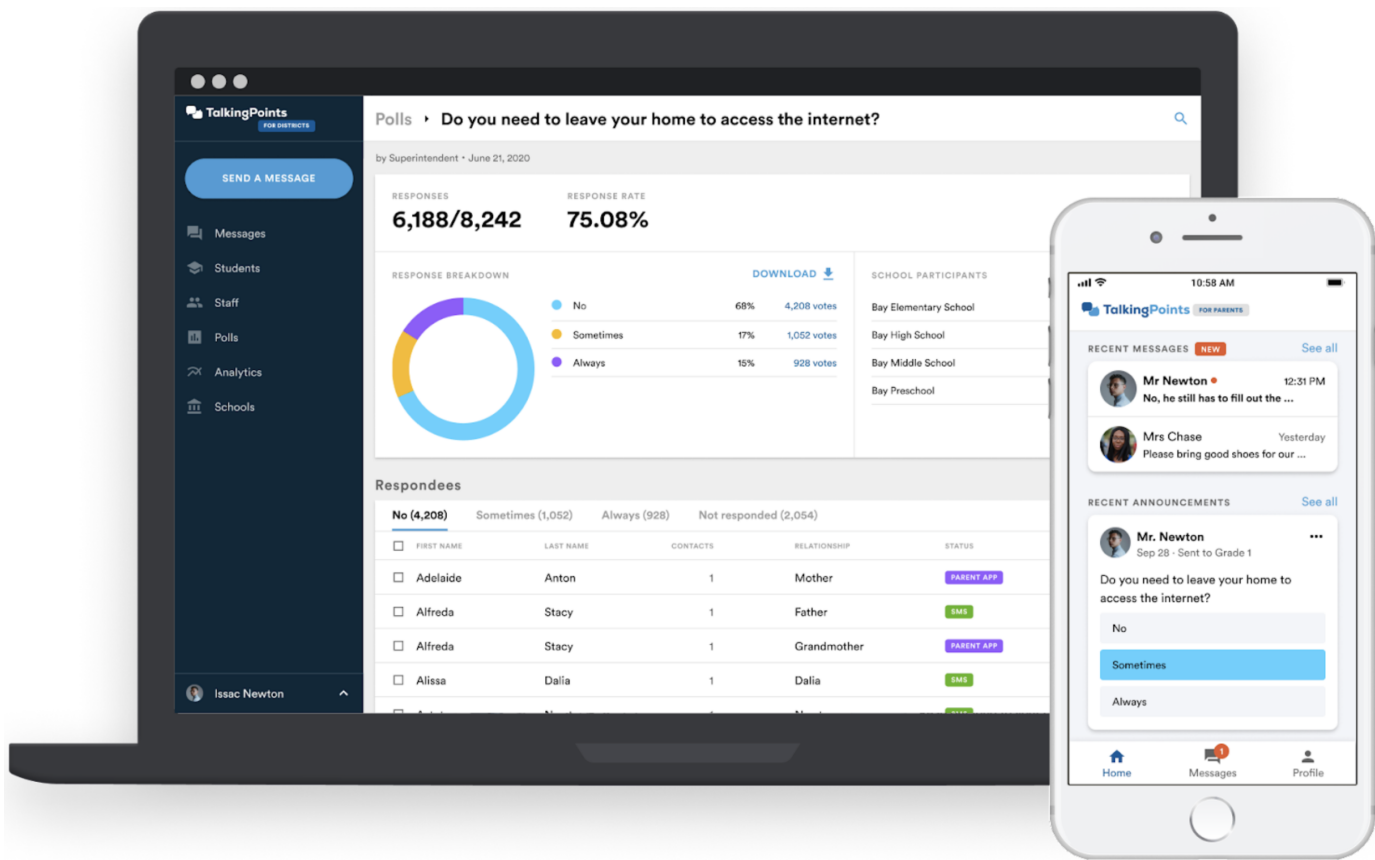 TalkingPoints
FOR DISTRICTS
SEND A MESSAGE
Messages
Students
Staff
Polls
Analytics
Schools
Issac Newton
Polls Do you need to leave your home to access the internet?
by Superintendent • June 21, 2020
RESPONSES RESPONSE RATE
6,188/8,242 75.08%
RESPONSE BREAKDOWN DOWNLOAD
No 68% 4,208 votes
Sometimes 17% 1,052 votes
Always 15% 928 votes
SCHOOL PARTICIPANTS
Bay Elementary School
Bay High School
Bay Middle School
Bay Preschool
Respondees
No (4,208) Sometimes (1,052) Always (928) Not responded (2,054)
FIRST NAME LAST NAME CONTACTS RELATIONSHIP STATUS
Adelaide Anton 1 Mother PARENT APP
Alfreda Stacy 1 Father SMS
Alfreda Stacy 1 Grandmother PARENT APP
Alissa Dalia 1 Dalia SMS
10:58 AM
TalkingPoints FOR PARENTS
RECENT MESSAGES NEW See all
Mr Newton 12:31 PM
No, he still has to fill out the ...
Mrs Chase Yesterday
Please bring good shoes for our ...
RECENT ANNOUNCEMENTS See all
Mr. Newton
Sep 28 · Sent to Grade 1
Do you need to leave your home to
access the internet?
No
Sometimes
Always
1
Home Messages Profile